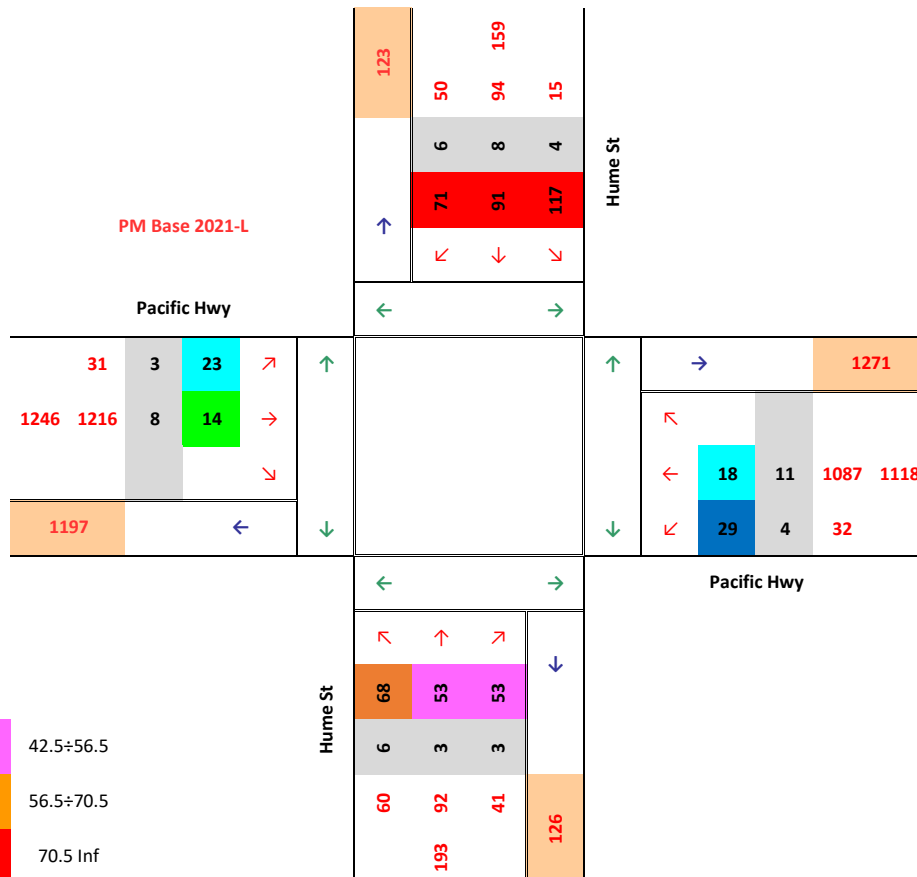 159
123
50 94 15
6 8 4
Hume St
71 91 117
PM Base 2021-L
↑
↙ ↓ ↘
Pacific Hwy
← →
31 3 23 ↗ ↑ ↑ → 1271
1246 1216 8 14 → ↖
↘ ← 18 11 1087 1118
1197 ← ↓ ↓ ↙ 29 4 32
← → Pacific Hwy
↖ ↑ ↗
↓
68 53 53
Hume St
42.5÷56.5
6 3 3
56.5÷70.5
60 92 41
126
70.5 Inf
193